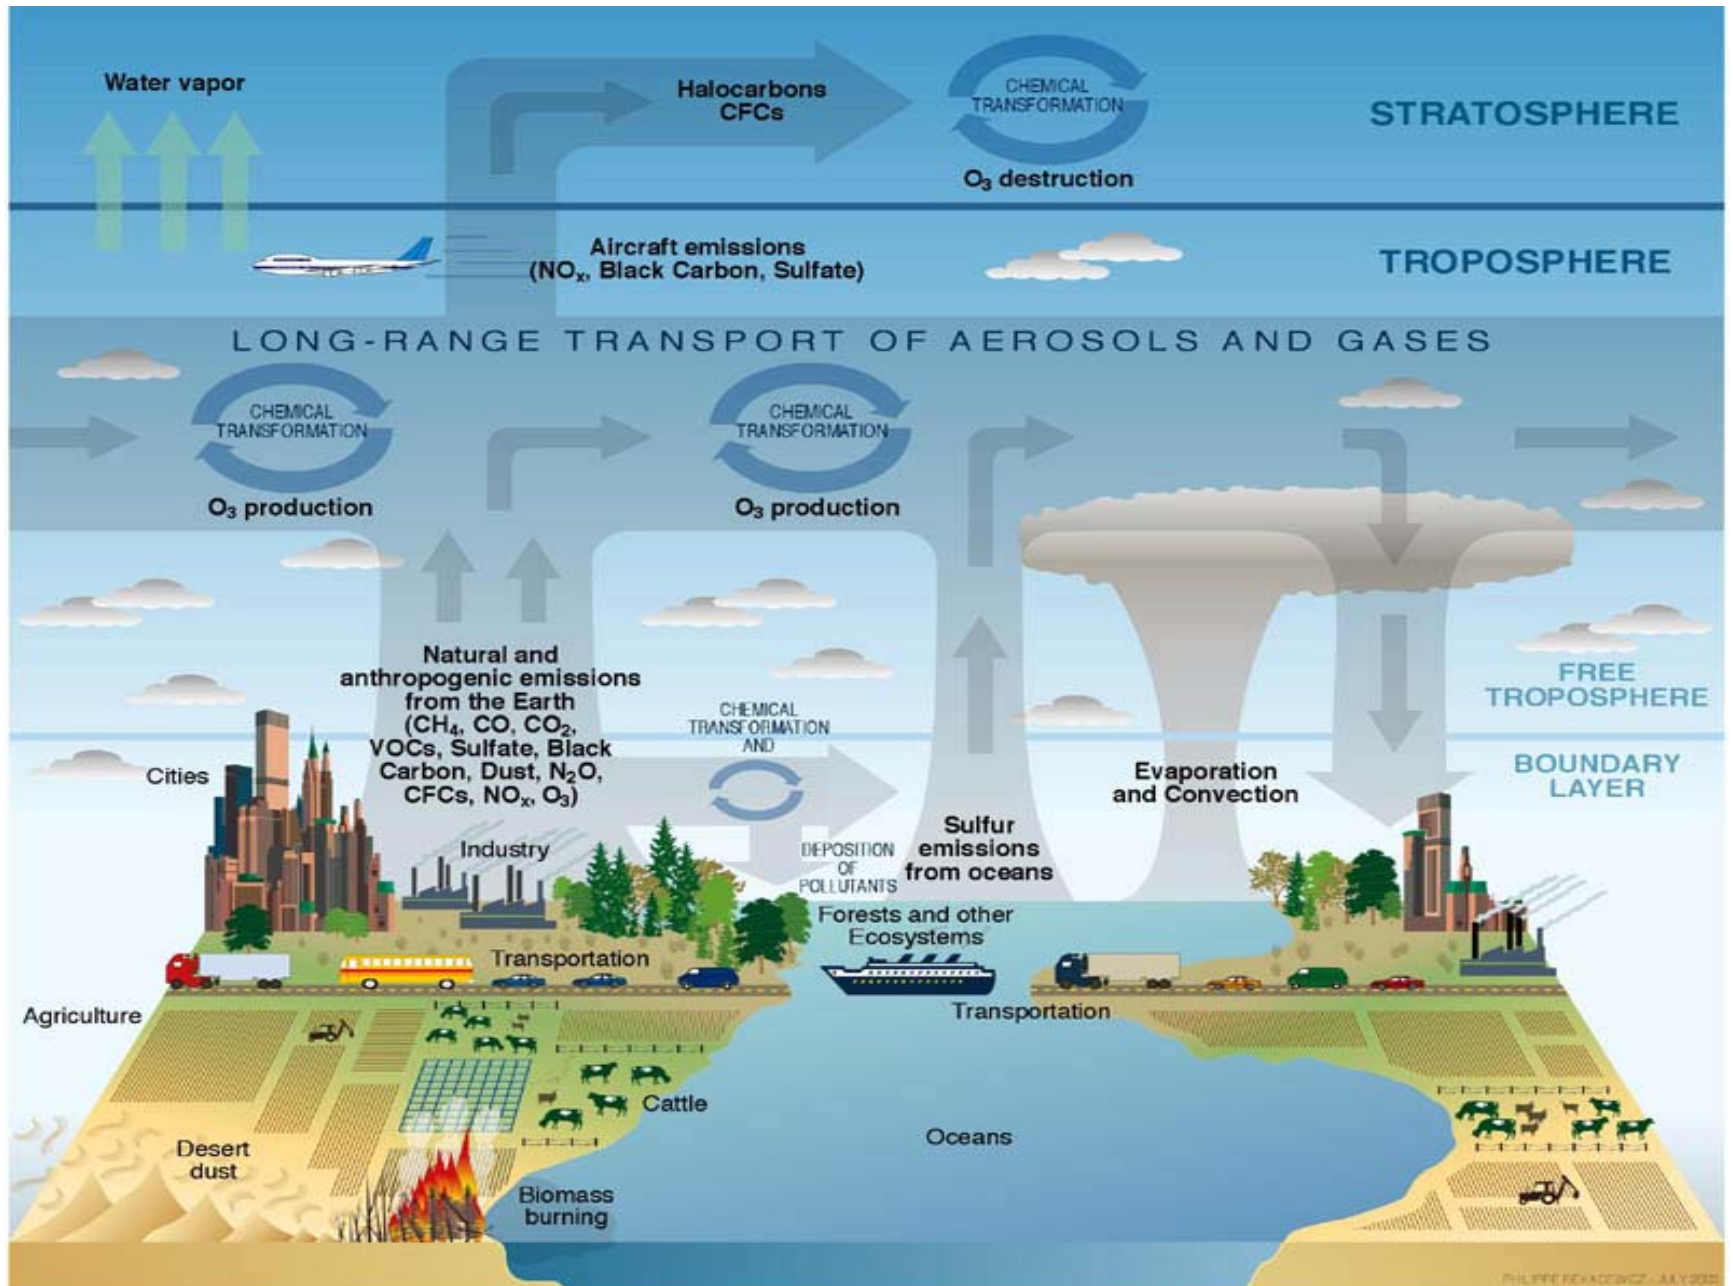 Water vapor
Halocarbons
CFCs
CHEMICAL
TRANSFORMATION
O₃ destruction
STRATOSPHERE
Aircraft emissions
(NOₓ, Black Carbon, Sulfate)
TROPOSPHERE
LONG-RANGE TRANSPORT OF AEROSOLS AND GASES
CHEMICAL
TRANSFORMATION
O₃ production
CHEMICAL
TRANSFORMATION
O₃ production
Natural and
anthropogenic emissions
from the Earth
(CH₄, CO, CO₂,
VOCs, Sulfate, Black
Carbon, Dust, N₂O,
CFCs, NOₓ, O₃)
CHEMICAL
TRANSFORMATION
AND
FREE
TROPOSPHERE
BOUNDARY
LAYER
Cities
Evaporation
and Convection
Industry
DEPOSITION
OF
POLLUTANTS
Sulfur
emissions
from oceans
Forests and other
Ecosystems
Transportation
Agriculture
Transportation
Cattle
Oceans
Desert
dust
Biomass
burning
PHILIPPE REKACEWICZ - JULY 2003